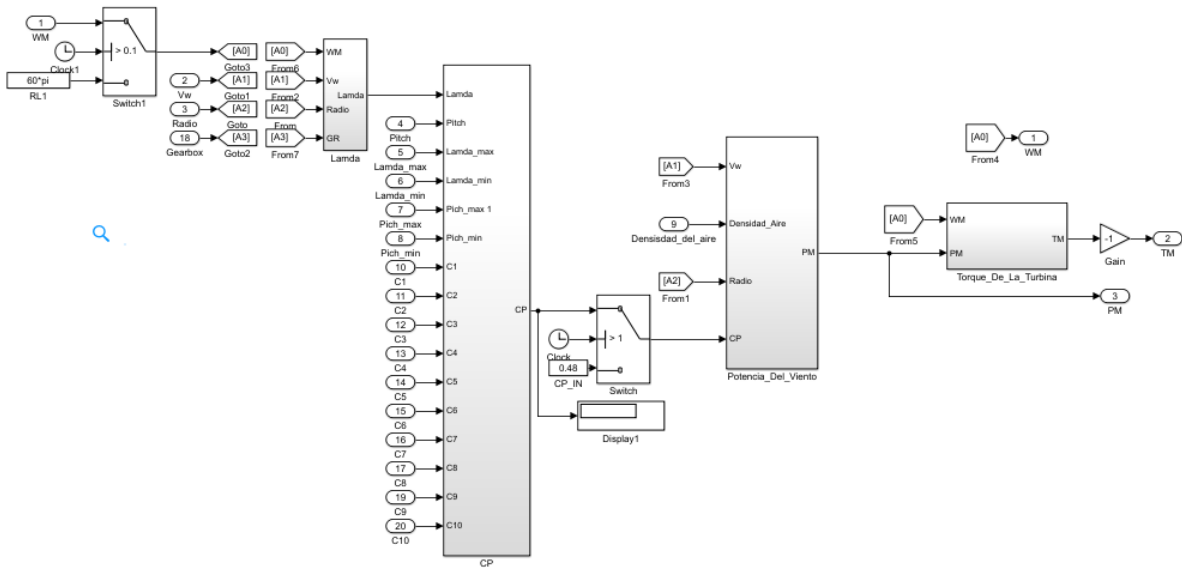 1
WM
> 0.1
Clock1
60*pi
RL1
Switch1
2
Vw
3
Radio
18
Gearbox
[A0]
Goto3
[A1]
Goto1
[A2]
Goto
[A3]
Goto2
[A0]
From6
[A1]
From2
[A2]
From
[A3]
From7
WM
Vw
Radio
GR
Lamda
Lamda
4
Pitch
5
Lamda_max
6
Lamda_min
7
Pich_max
8
Pich_min
10
C1
11
C2
12
C3
13
C4
14
C5
15
C6
16
C7
17
C8
19
C9
20
C10
Lamda
Pitch
Lamda_max
Lamda_min
Pich_max 1
Pich_min
C1
C2
C3
C4
C5
C6
C7
C8
C9
C10
CP
CP
> 1
Clock
0.48
CP_IN
Switch
Display1
[A1]
From3
9
Densisdad_del_aire
[A2]
From1
Vw
Densidad_Aire
Radio
CP
PM
Potencia_Del_Viento
[A0]
From4
1
WM
[A0]
From5
WM
PM
TM
Torque_De_La_Turbina
-1
Gain
2
TM
3
PM